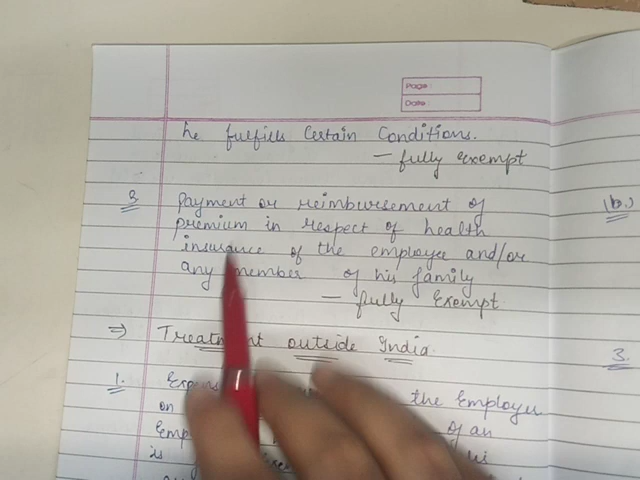 Page:
Date:
he fulfills Certain Conditions.
— fully exempt
3 payment or reimbursement of
premium in respect of health
insurance of the employee and/or
any member of his family
— fully Exempt.
⇒ Treatment outside India
1. the Employer
on of an
is
(b.)
3.